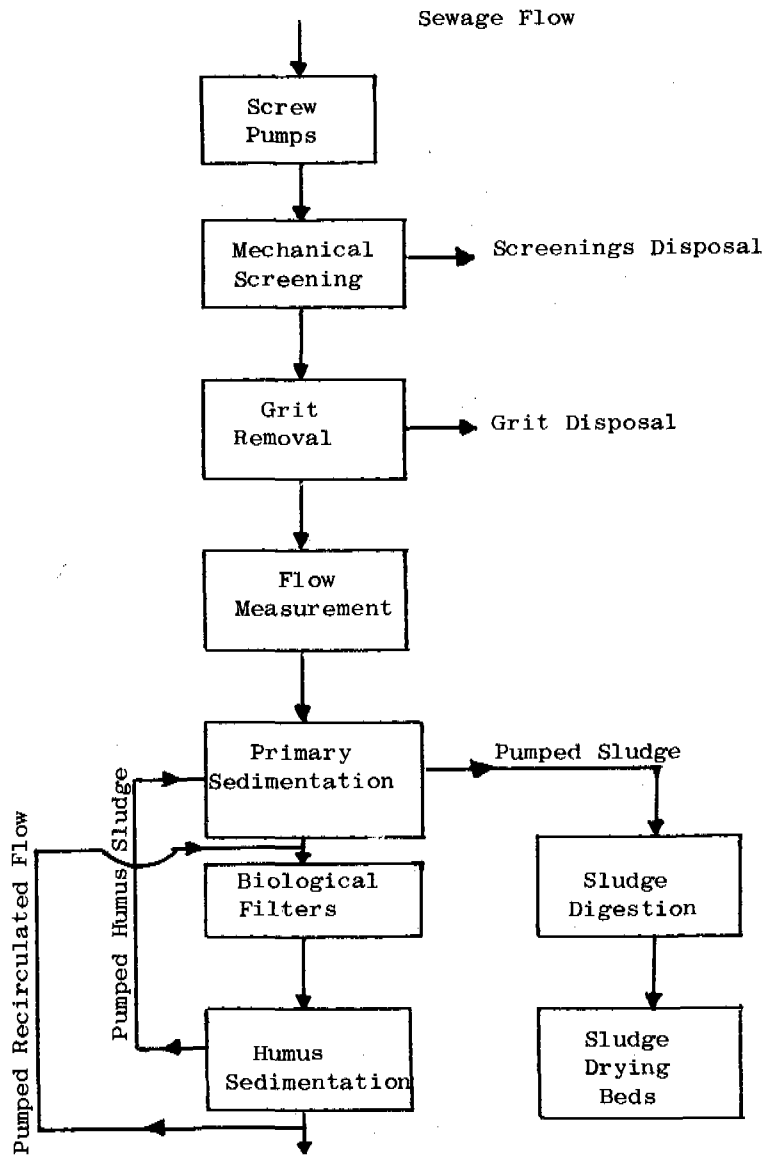 Sewage Flow
Screw
Pumps
Mechanical
Screening
Screenings Disposal
Grit
Removal
Grit Disposal
Flow
Measurement
Primary
Sedimentation
Pumped Sludge
Pumped Humus Sludge
Pumped Recirculated Flow
Biological
Filters
Sludge
Digestion
Humus
Sedimentation
Sludge
Drying
Beds